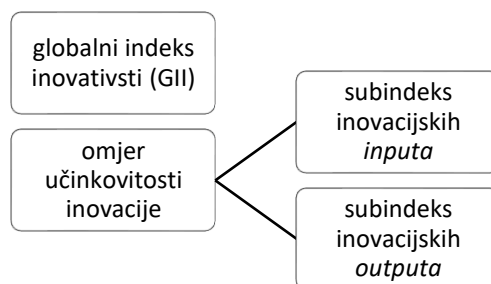 globalni indeks
inovativsti (GII)
omjer
učinkovitosti
inovacije
subindeks
inovacijskih
inputa
subindeks
inovacijskih
outputa